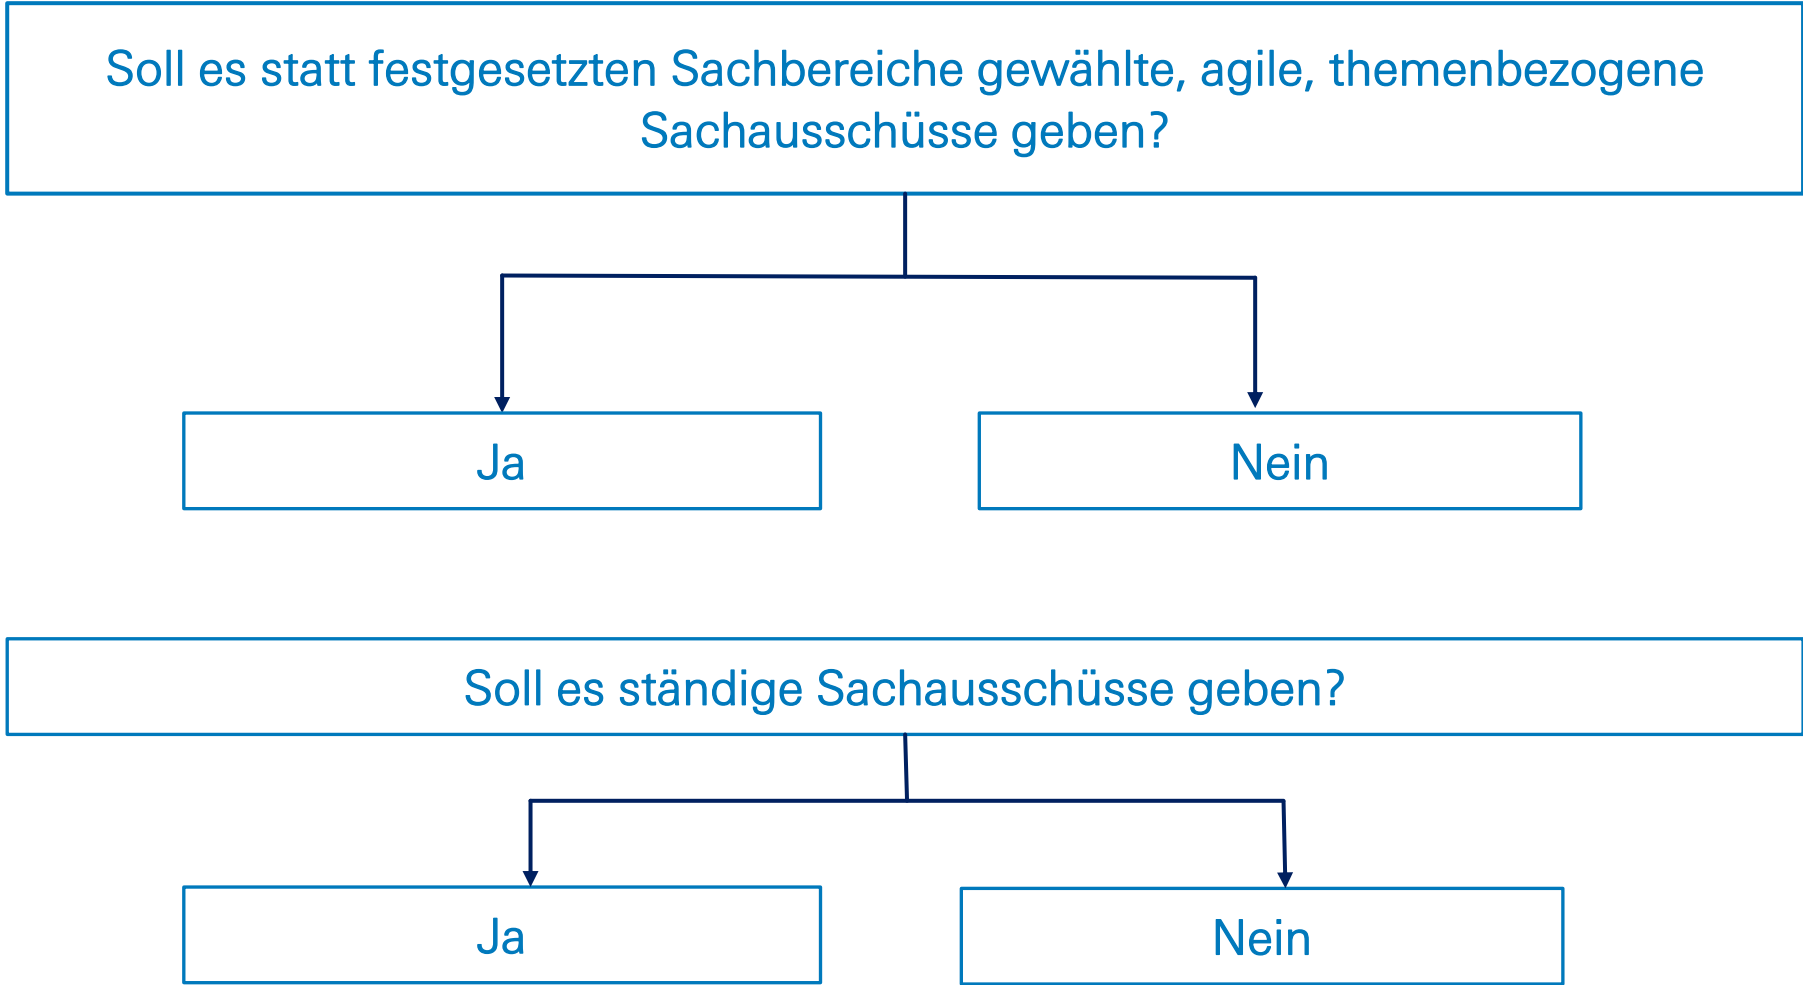 Soll es statt festgesetzten Sachbereiche gewählte, agile, themenbezogene
Sachausschüsse geben?
Ja
Nein
Soll es ständige Sachausschüsse geben?
Ja
Nein